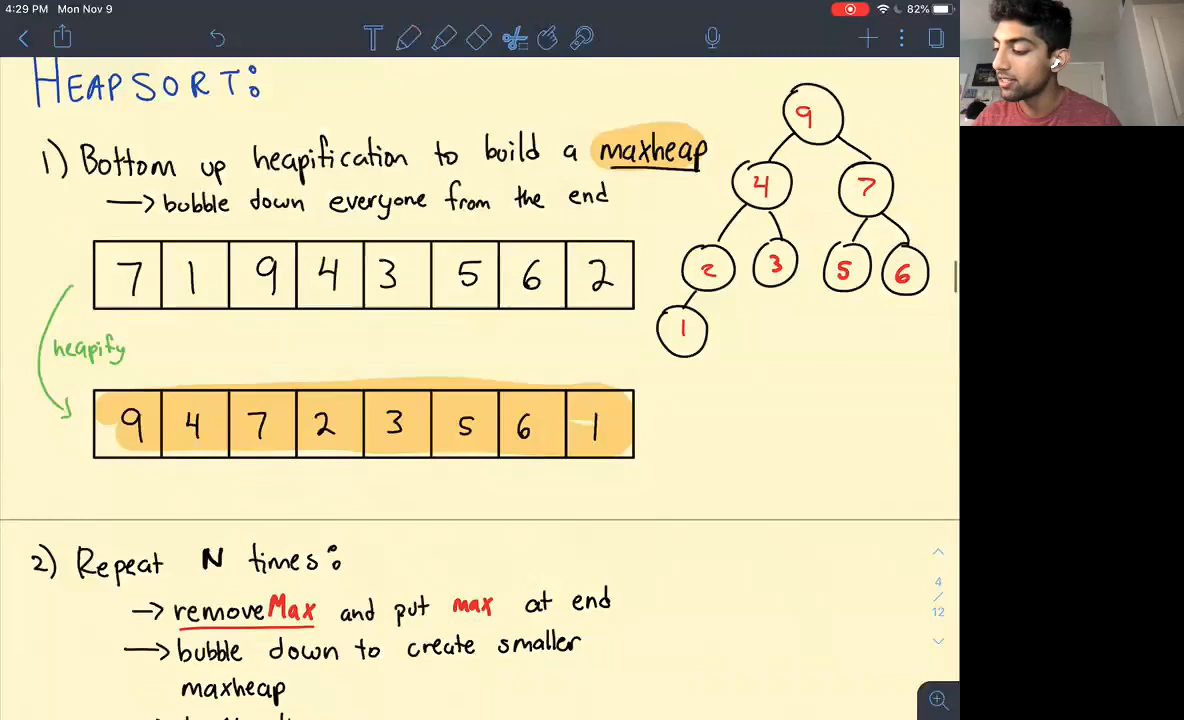 4:29 PM Mon Nov 9
82%
HEAPSORT:
1) Bottom up heapification to build a maxheap
→ bubble down everyone from the end
7 1 9 4 3 5 6 2
heapify
9 4 7 2 3 5 6 1
9
4 7
2 3 5 6
1
2) Repeat N times:
→ removeMax and put max at end
→ bubble down to create smaller
maxheap
4
/
12